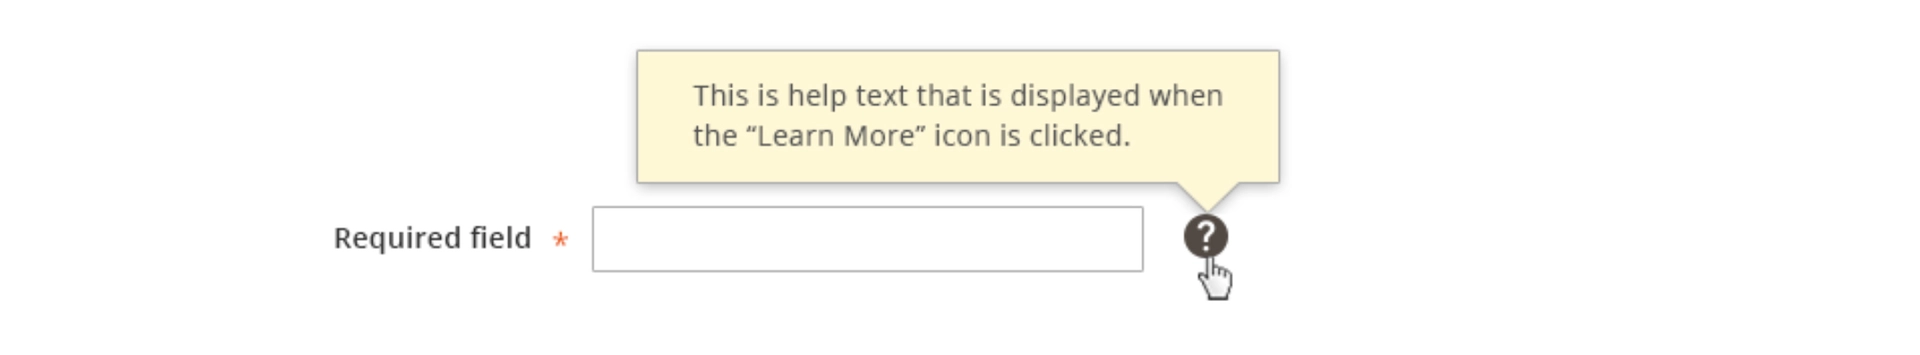 This is help text that is displayed when
the “Learn More” icon is clicked.
Required field *
?